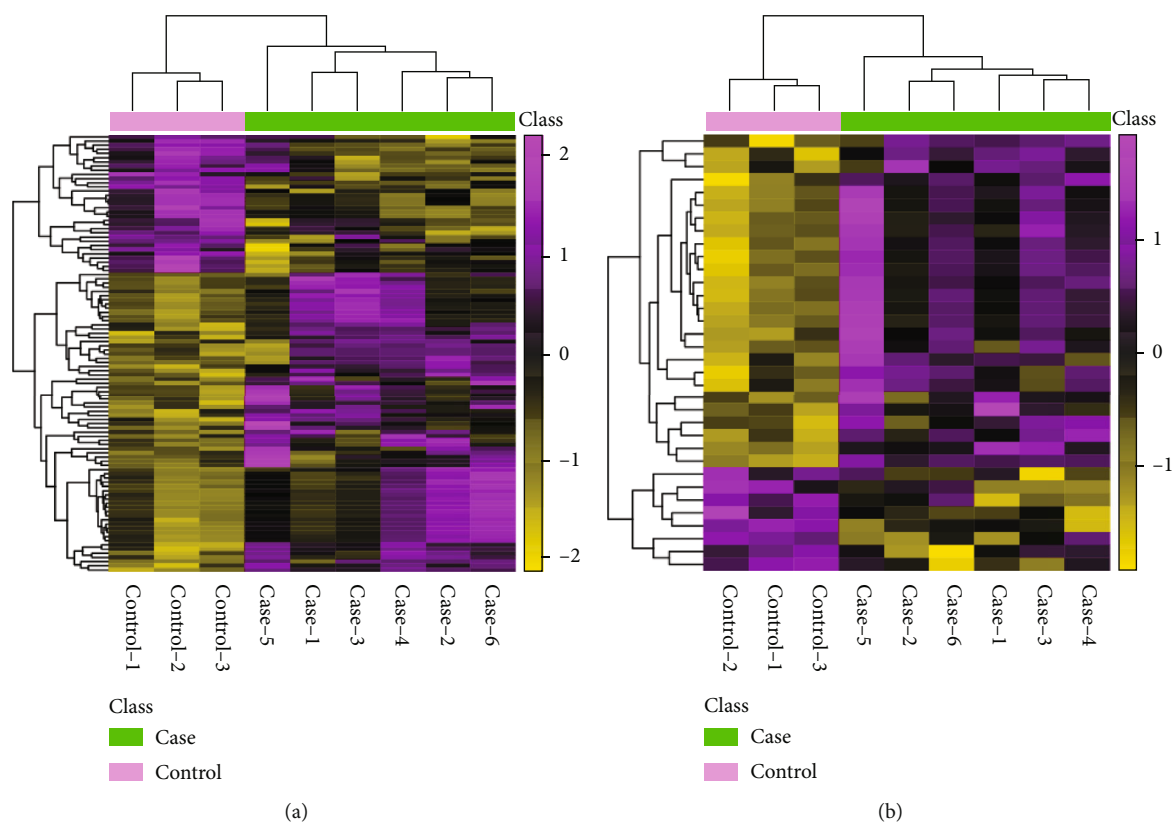 Class
2
1
0
−1
−2
Control−1
Control−2
Control−3
Case−5
Case−1
Case−3
Case−4
Case−2
Case−6
Class
Case
Control
(a)
Class
1
0
−1
Control−2
Control−1
Control−3
Case−5
Case−2
Case−6
Case−1
Case−3
Case−4
Class
Case
Control
(b)